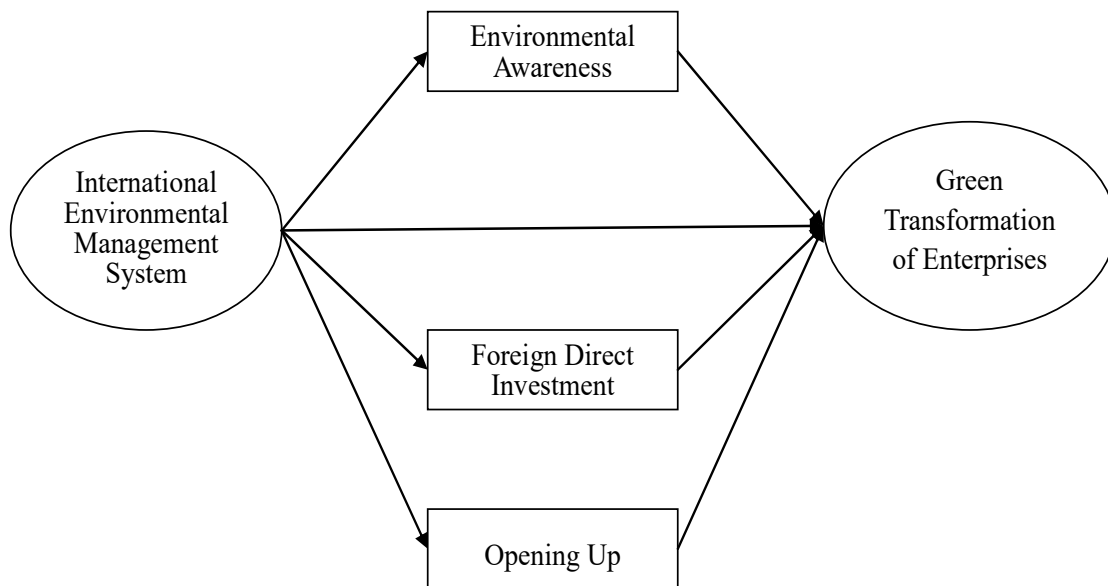 Environmental
Awareness
International
Environmental
Management
System
Green
Transformation
of Enterprises
Foreign Direct
Investment
Opening Up